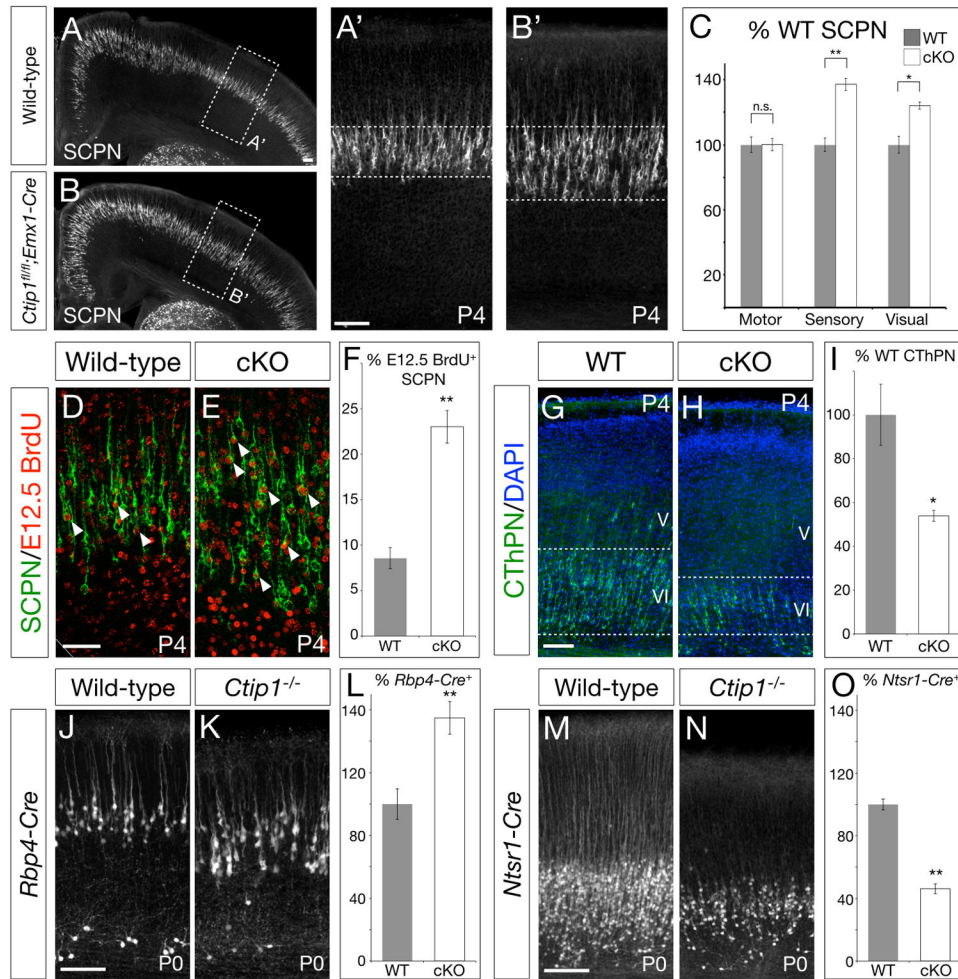 Wild-type
A
SCPN
A'
Ctip1fl/fl;Emx1-Cre
B
SCPN
B'
A'
P4
B'
P4
C
% WT SCPN
WT
cKO
140
100
60
20
n.s.
**
*
Motor Sensory Visual
SCPN/E12.5 BrdU
Wild-type
D
P4
cKO
E
P4
F
% E12.5 BrdU+
SCPN
25
20
15
10
5
0
**
WT cKO
CThPN/DAPI
WT
G
P4
V
VI
cKO
H
P4
V
VI
I
% WT CThPN
100
80
60
40
20
0
*
WT cKO
Rbp4-Cre
Wild-type
J
P0
Ctip1-/-
K
P0
L
% Rbp4-Cre+
140
120
100
80
60
40
20
0
**
WT cKO
Ntsr1-Cre
Wild-type
M
P0
Ctip1-/-
N
P0
O
% Ntsr1-Cre+
140
120
100
80
60
40
20
0
**
WT cKO